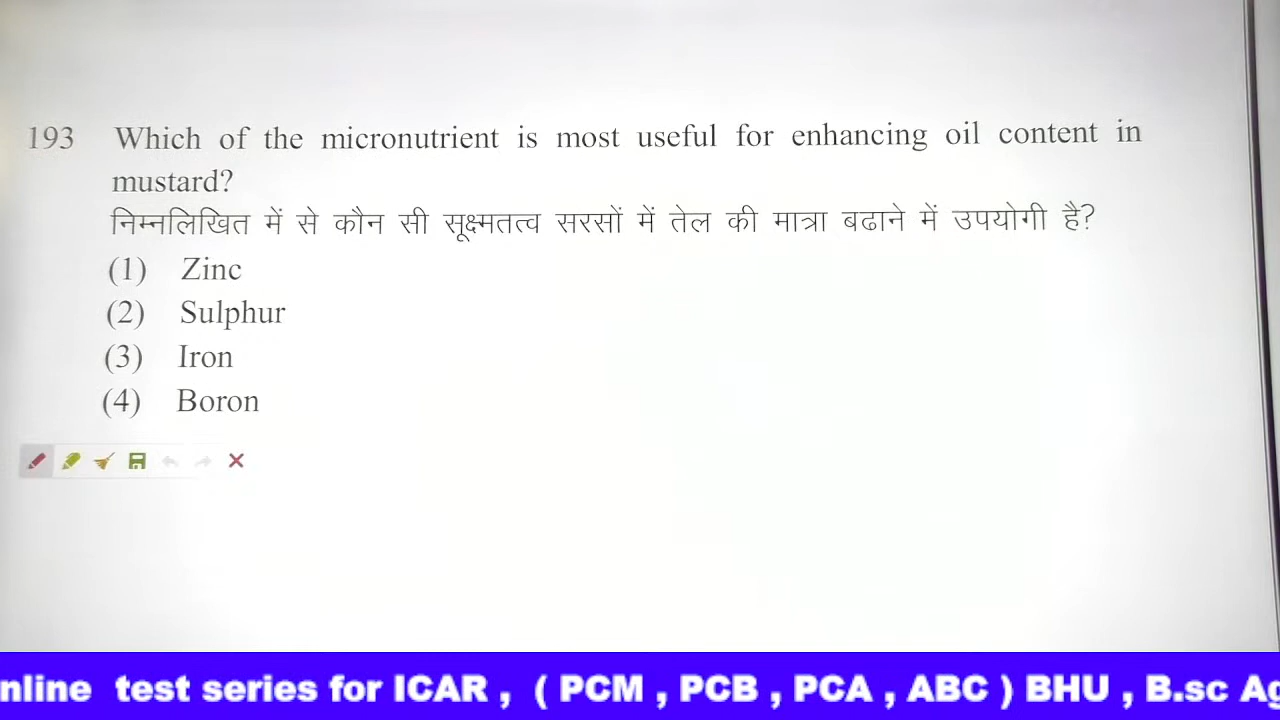 193 Which of the micronutrient is most useful for enhancing oil content in
mustard?
निम्नलिखित में से कौन सी सूक्ष्मतत्व सरसों में तेल की मात्रा बढाने में उपयोगी है?
(1) Zinc
(2) Sulphur
(3) Iron
(4) Boron
nline test series for ICAR , ( PCM , PCB , PCA , ABC ) BHU , B.sc Ag